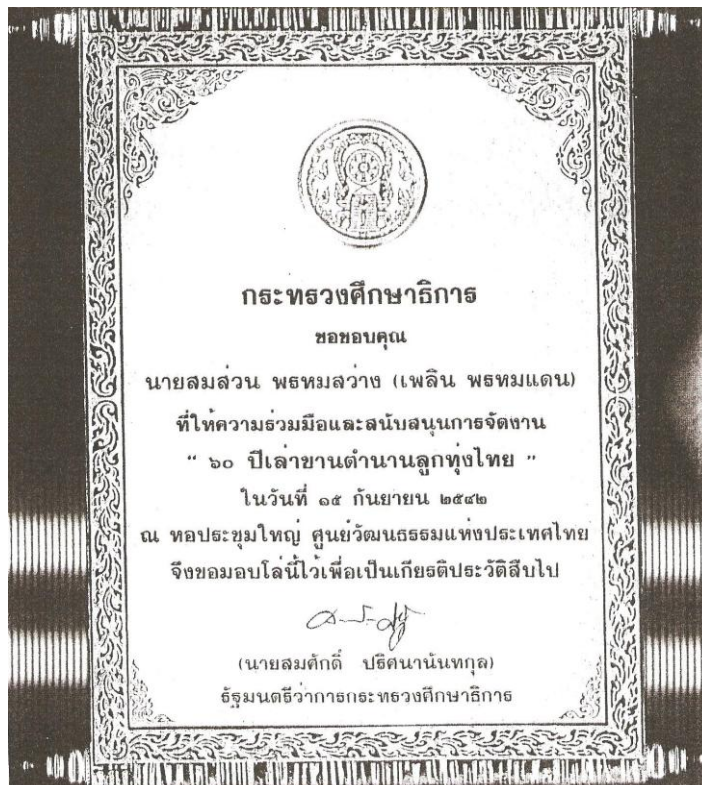 กระทรวงศึกษาธิการ
ขอขอบคุณ
นายสมส่วน พรหมสว่าง (เพลิน พรหมแดน)
ที่ให้ความร่วมมือและสนับสนุนการจัดงาน
" ๖๐ ปีเล่าขานตำนานลูกทุ่งไทย "
ในวันที่ ๑๕ กันยายน ๒๕๔๒
ณ หอประชุมใหญ่ ศูนย์วัฒนธรรมแห่งประเทศไทย
จึงขอมอบโล่นี้ไว้เพื่อเป็นเกียรติประวัติสืบไป
(นายสมศักดิ์ ปริศนานันทกุล)
รัฐมนตรีว่าการกระทรวงศึกษาธิการ